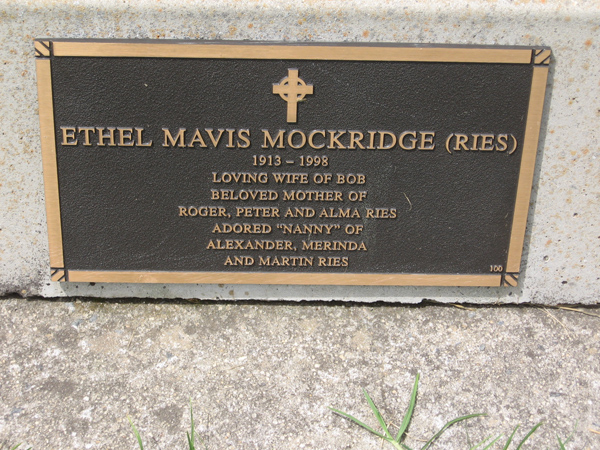 ETHEL MAVIS MOCKRIDGE (RIES)
1913 – 1998
LOVING WIFE OF BOB
BELOVED MOTHER OF
ROGER, PETER AND ALMA RIES
ADORED "NANNY" OF
ALEXANDER, MERINDA
AND MARTIN RIES
100